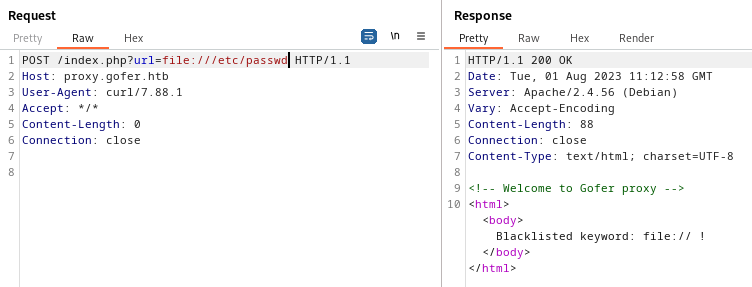 Request
Pretty Raw Hex
\n
1 POST /index.php?url=file:///etc/passwd HTTP/1.1
2 Host: proxy.gofer.htb
3 User-Agent: curl/7.88.1
4 Accept: */*
5 Content-Length: 0
6 Connection: close
7
8
Response
Pretty Raw Hex Render
1 HTTP/1.1 200 OK
2 Date: Tue, 01 Aug 2023 11:12:58 GMT
3 Server: Apache/2.4.56 (Debian)
4 Vary: Accept-Encoding
5 Content-Length: 88
6 Connection: close
7 Content-Type: text/html; charset=UTF-8
8
9 <!-- Welcome to Gofer proxy -->
10 <html>
<body>
Blacklisted keyword: file:// !
</body>
</html>